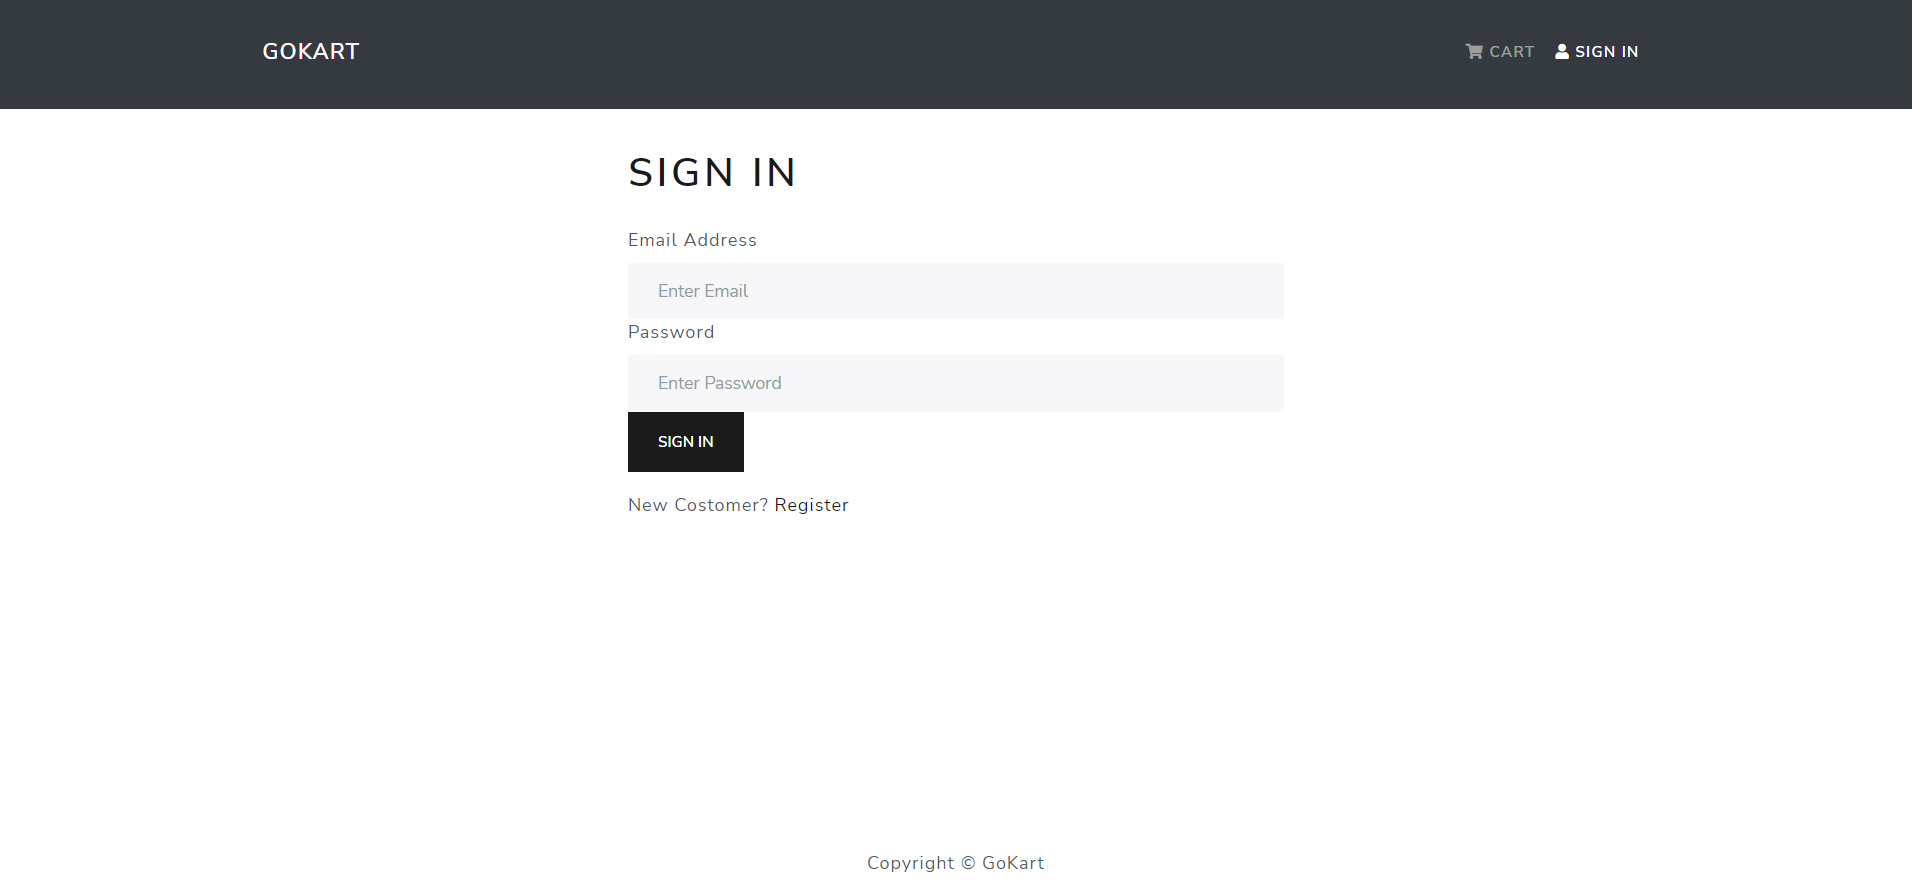 GOKART
CART SIGN IN
SIGN IN
Email Address
Enter Email
Password
Enter Password
SIGN IN
New Costomer? Register
Copyright © GoKart